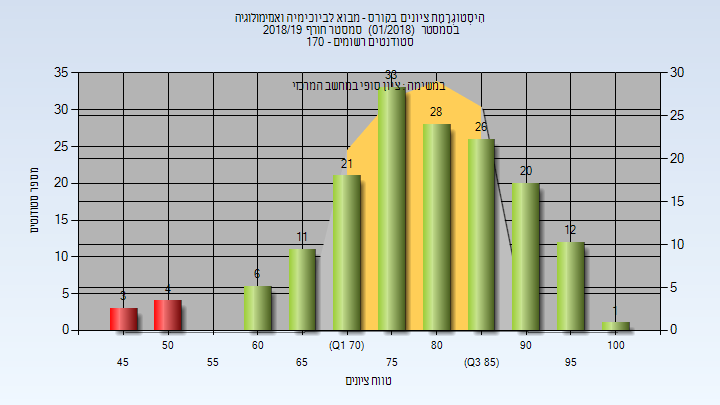 היסטוגרמת ציונים בקורס - מבוא לביוכימיה ואנזימולוגיה
בסמסטר (01/2018) סמסטר חורף 2018/19
סטודנטים רשומים - 170
במשימה: ציון סופי במחשב המרכזי
מספר סטודנטים
35 30 25 20 15 10 5 0
30 25 20 15 10 5 0
3 4 6 11 21 33 28 26 20 12 1
50 60 (Q1 70) 80 90 100
45 55 65 75 (Q3 85) 95
טווח ציונים